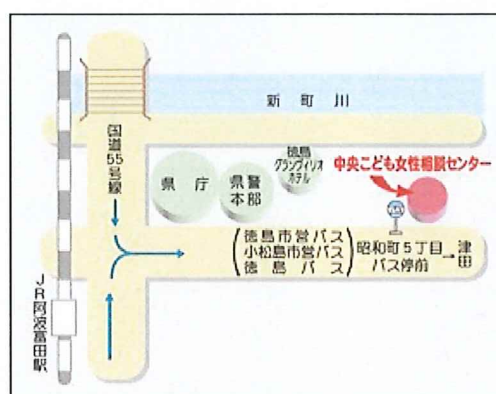 新町川
国道55号線
県庁
県警
本部
徳島
グランヴィリオ
ホテル
中央こども女性相談センター
徳島市営バス
小松島市営バス
徳島バス
昭和町5丁目
バス停前
→津田
JR阿波富田駅